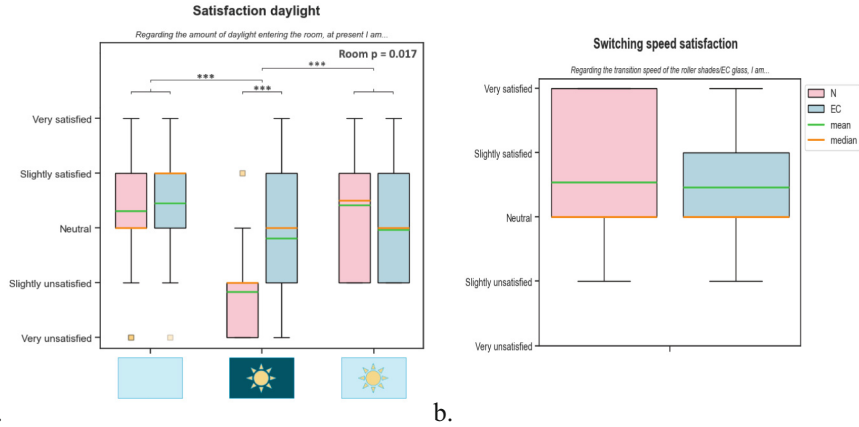 Satisfaction daylight
Regarding the amount of daylight entering the room, at present I am...
Room p = 0.017
***
***
***
Very satisfied
Slightly satisfied
Neutral
Slightly unsatisfied
Very unsatisfied
Switching speed satisfaction
Regarding the transition speed of the roller shades/EC glass, I am...
Very satisfied
Slightly satisfied
Neutral
Slightly unsatisfied
Very unsatisfied
N
EC
mean
median
b.